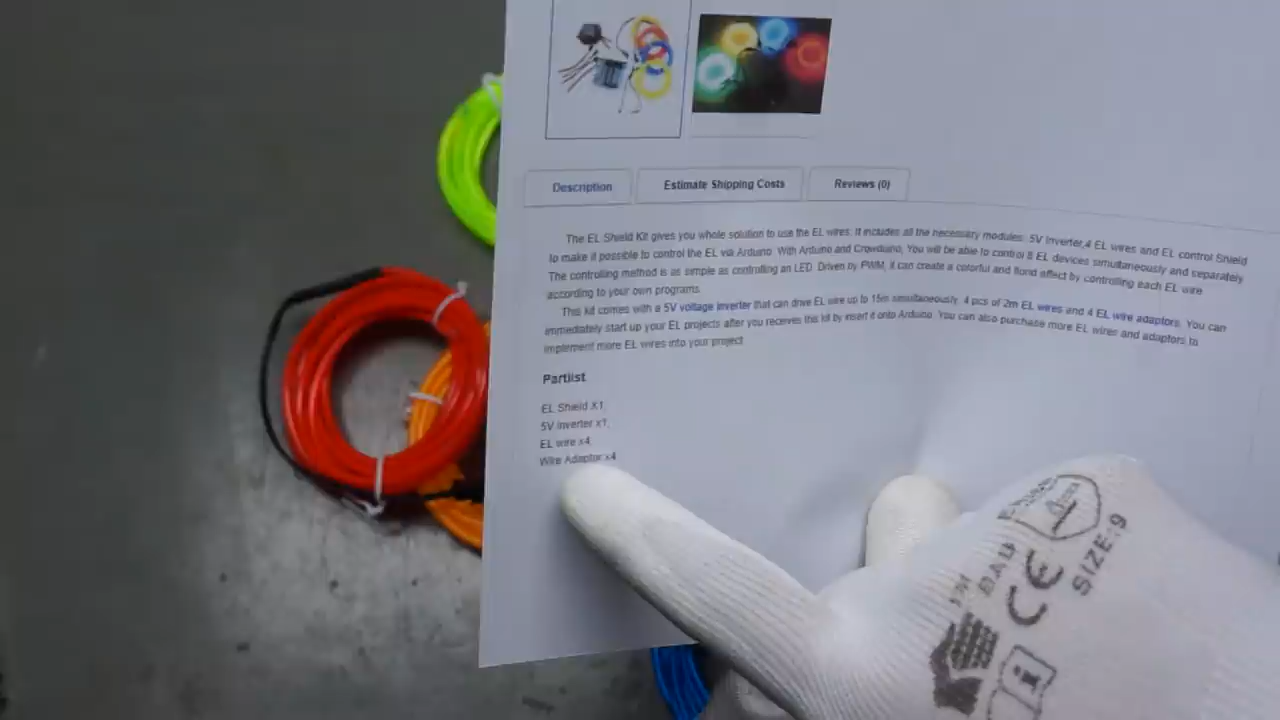 Description
Estimate Shipping Costs
Reviews (0)
The EL Shield Kit gives you whole solution to use the EL wires. It includes all the necessary modules: 5V Inverter,4 EL wires and EL control Shield
to make it possible to control the EL via Arduino. With Arduino and Crowduino, You will be able to control 8 EL devices simultaneously and separately
The controlling method is as simple as controlling an LED. Driven by PWM, it can create a colorful and florid effect by controlling each EL wire
according to your own programs.
This kit comes with a 5V voltage inverter that can drive EL wire up to 15m simultaneously, 4 pcs of 2m EL wires and 4 EL wire adaptors. You can
immediately start up your EL projects after you receives this kit by insert it onto Arduino. You can also purchase more EL wires and adaptors to
implement more EL wires into your project
Partlist
EL Shield X1,
5V inverter x1,
EL wire x4,
Wire Adaptor x4
CE
SIZE:9
i